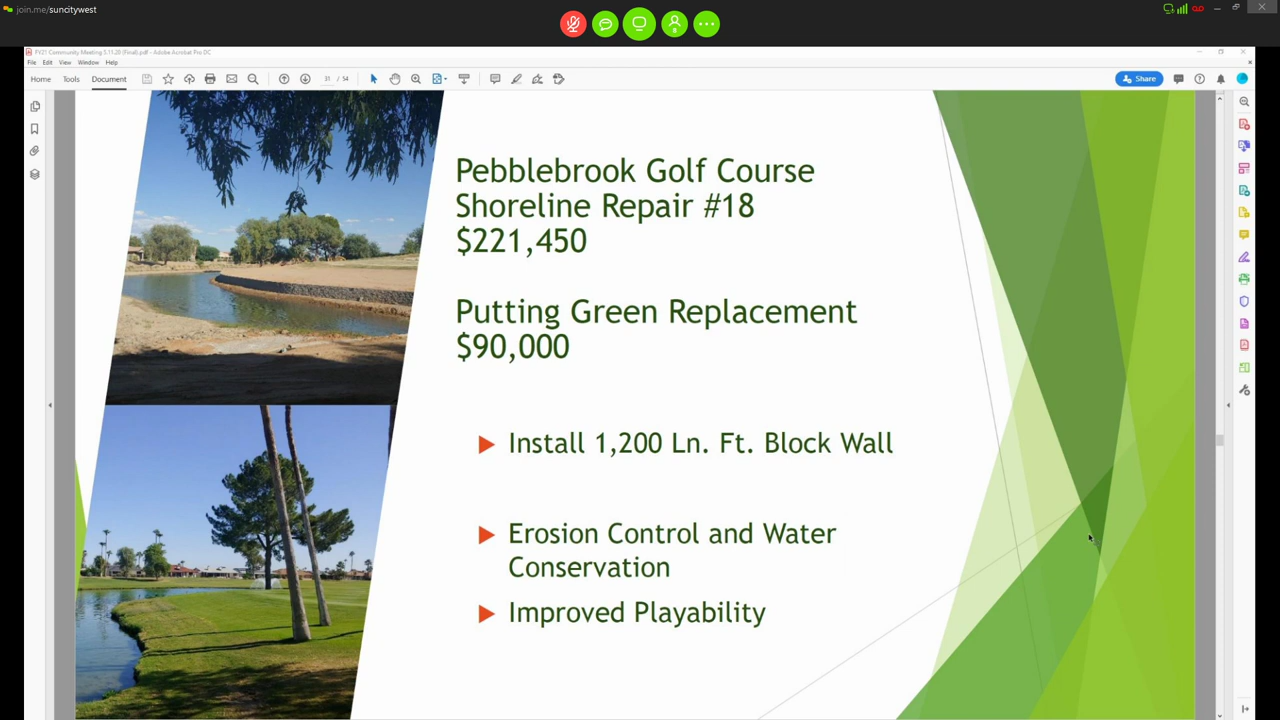 join.me/suncitywest
8
FY21 Community Meeting 3.11.20 (Final).pdf - Adobe Acrobat Pro DC
File Edit View Window Help
Home Tools Document
31 / 54
Share
Pebblebrook Golf Course
Shoreline Repair #18
$221,450
Putting Green Replacement
$90,000
Install 1,200 Ln. Ft. Block Wall
Erosion Control and Water
Conservation
Improved Playability